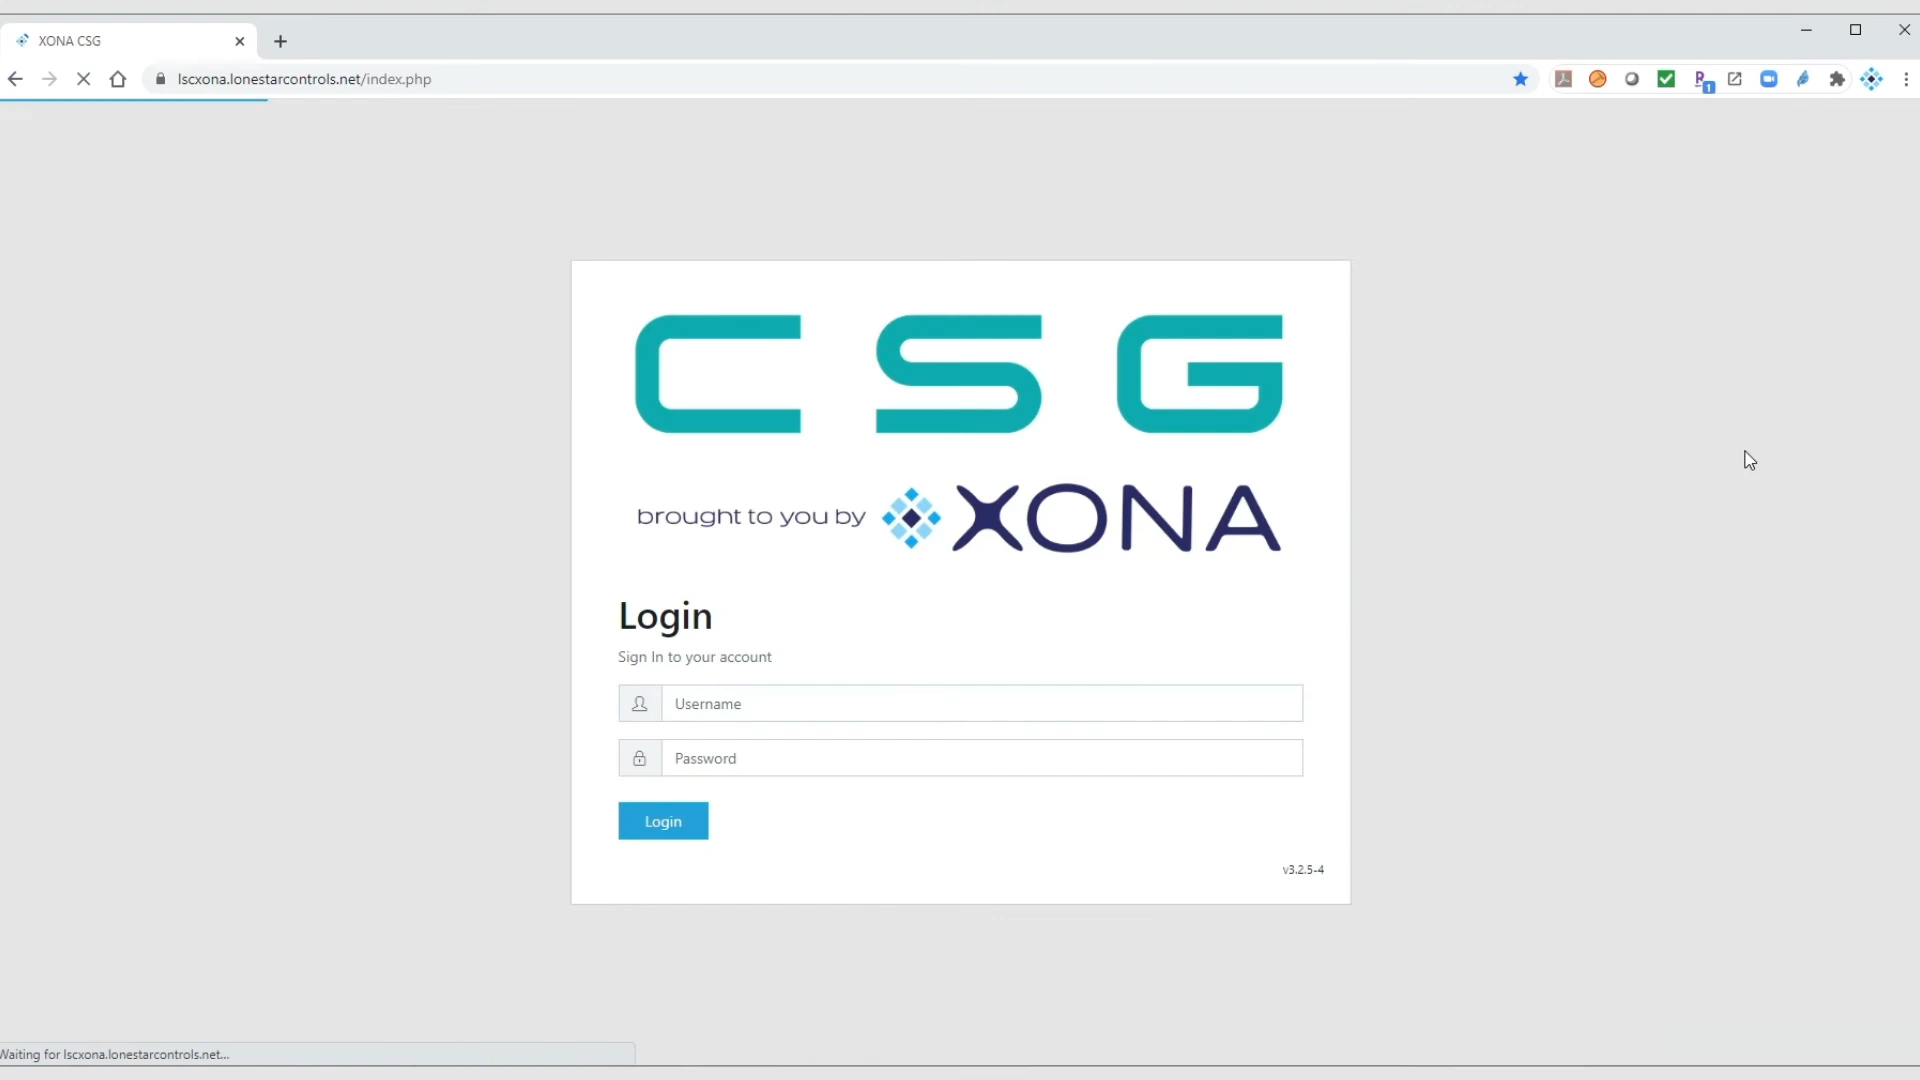 XONA CSG
lscxona.lonestarcontrols.net/index.php
1
CSG
brought to you by XONA
Login
Sign In to your account
Username
Password
Login
v3.2.5-4
Waiting for lscxona.lonestarcontrols.net...